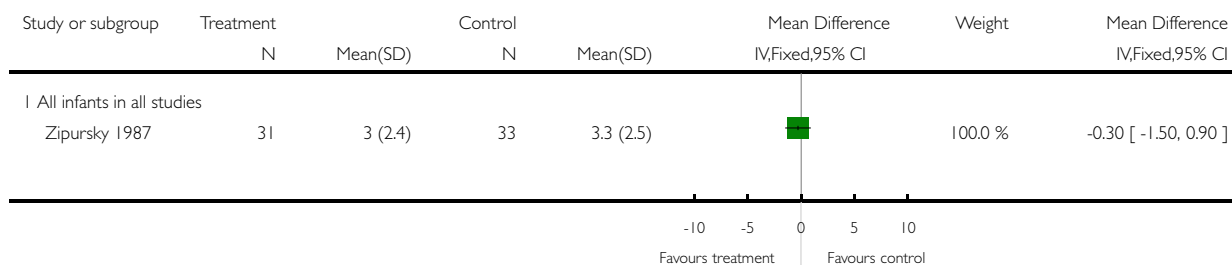 Study or subgroup Treatment Control Mean Difference Weight Mean Difference
N Mean(SD) N Mean(SD) IV,Fixed,95% CI IV,Fixed,95% CI
1 All infants in all studies
Zipursky 1987 31 3 (2.4) 33 3.3 (2.5) 100.0 % -0.30 [ -1.50, 0.90 ]
-10 -5 0 5 10
Favours treatment Favours control